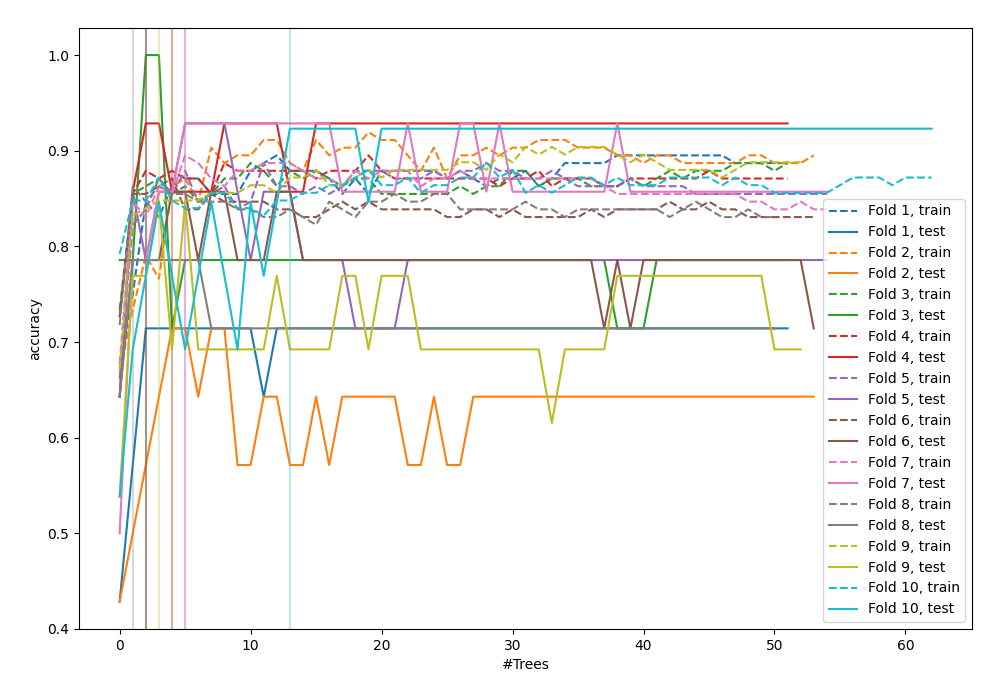 1.0
0.9
0.8
0.7
0.6
0.5
0.4
accuracy
0
10
20
30
40
50
60
#Trees
Fold 1, train
Fold 1, test
Fold 2, train
Fold 2, test
Fold 3, train
Fold 3, test
Fold 4, train
Fold 4, test
Fold 5, train
Fold 5, test
Fold 6, train
Fold 6, test
Fold 7, train
Fold 7, test
Fold 8, train
Fold 8, test
Fold 9, train
Fold 9, test
Fold 10, train
Fold 10, test